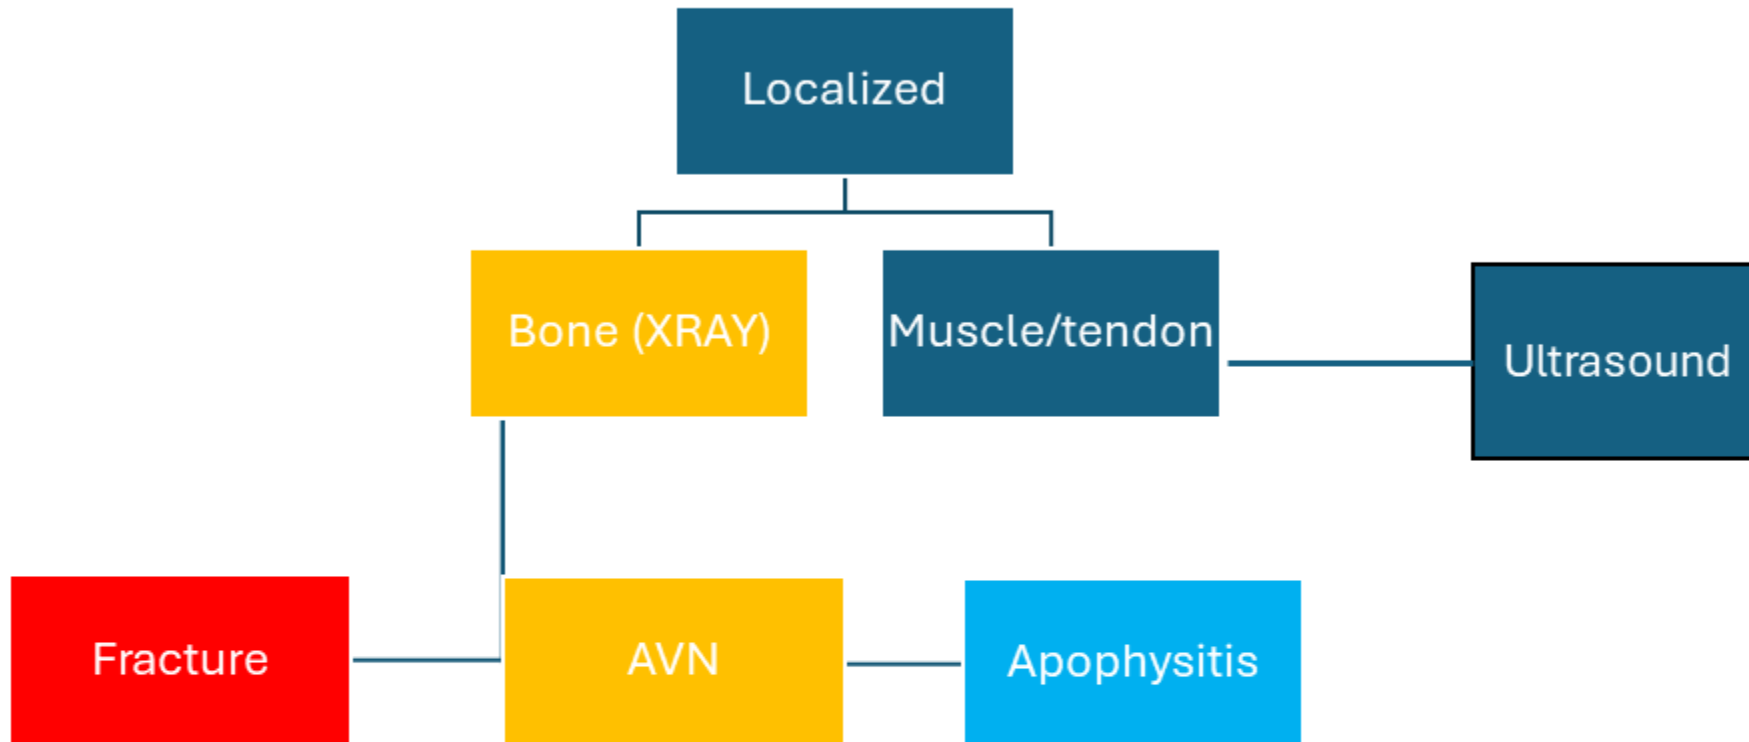 Localized
Bone (XRAY)
Muscle/tendon
Ultrasound
Fracture
AVN
Apophysitis